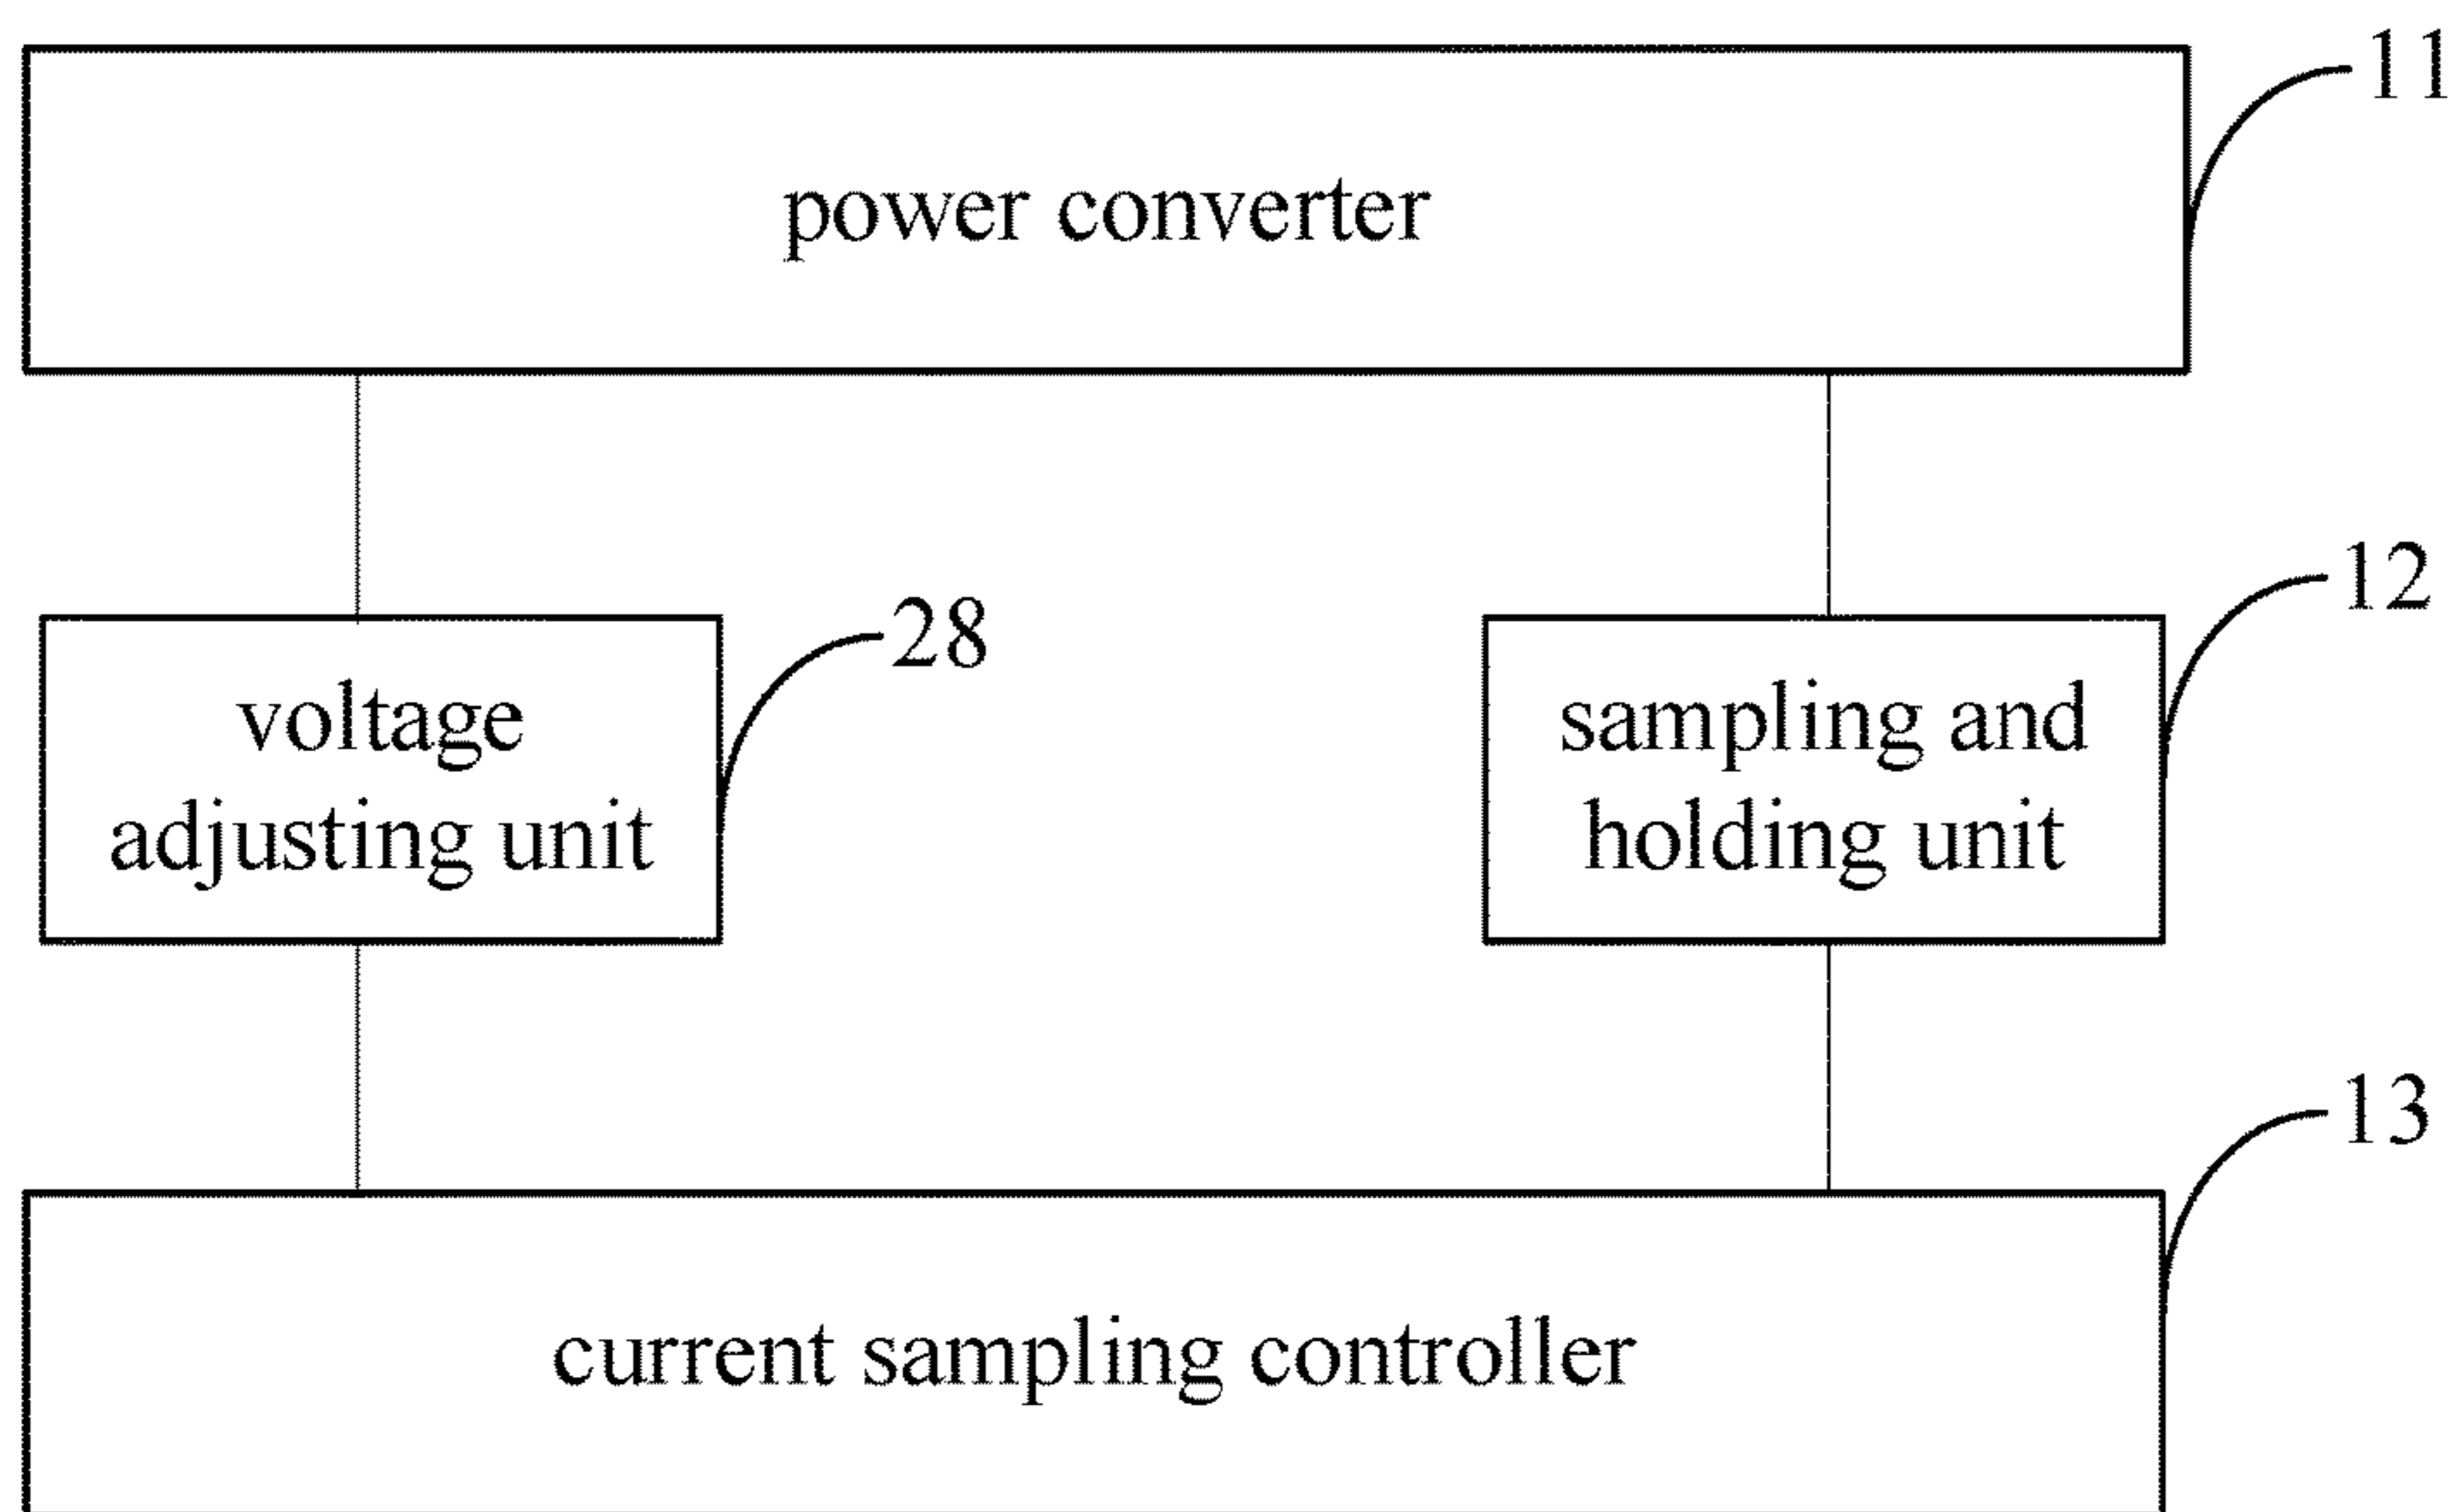 11
power converter
12
28
voltage
adjusting unit
sampling and
holding unit
13
current sampling controller